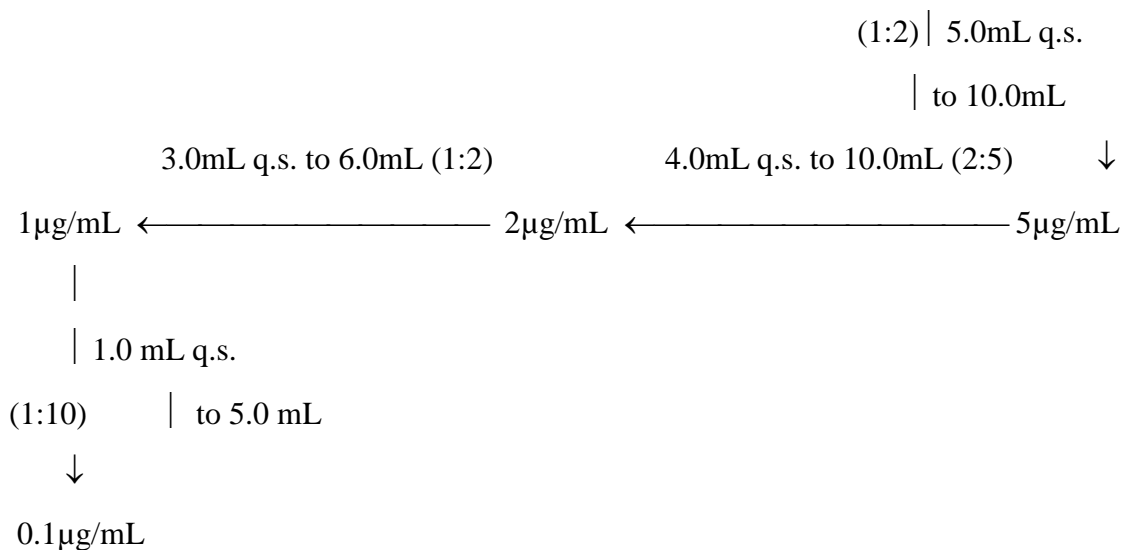 (1:2) | 5.0mL q.s.
| to 10.0mL
3.0mL q.s. to 6.0mL (1:2) 4.0mL q.s. to 10.0mL (2:5) ↓
1µg/mL ← 2µg/mL ← 5µg/mL
|
| 1.0 mL q.s.
(1:10) | to 5.0 mL
↓
0.1µg/mL